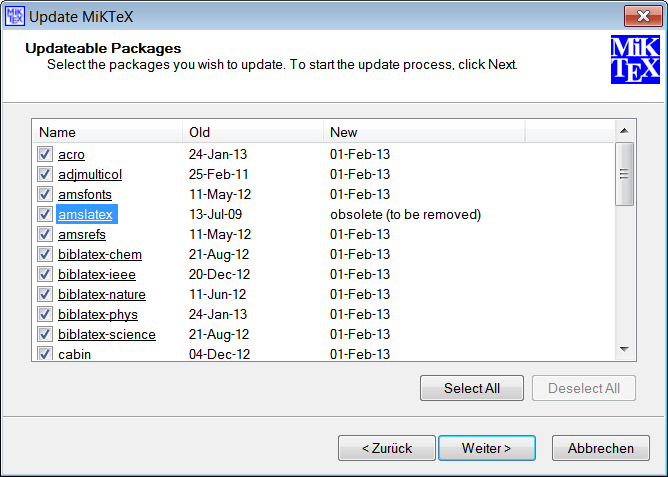 Update MiKTeX
Updateable Packages
Select the packages you wish to update. To start the update process, click Next.
MiK
TEX
Name Old New
acro 24-Jan-13 01-Feb-13
adjmulticol 25-Feb-11 01-Feb-13
amsfonts 11-May-12 01-Feb-13
amslatex 13-Jul-09 obsolete (to be removed)
amsrefs 11-May-12 01-Feb-13
biblatex-chem 21-Aug-12 01-Feb-13
biblatex-ieee 20-Dec-12 01-Feb-13
biblatex-nature 11-Jun-12 01-Feb-13
biblatex-phys 24-Jan-13 01-Feb-13
biblatex-science 21-Aug-12 01-Feb-13
cabin 04-Dec-12 01-Feb-13
Select All Deselect All
< Zurück Weiter > Abbrechen